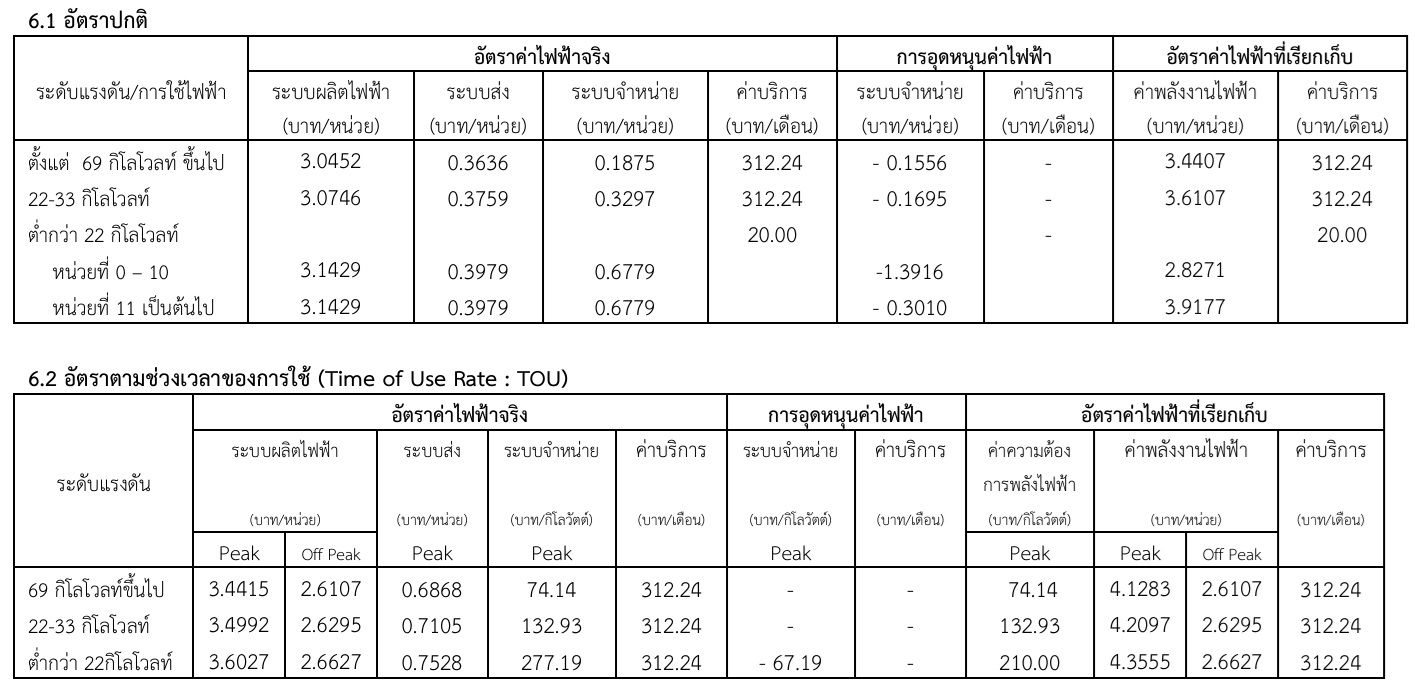 6.1 อัตราปกติ
อัตราค่าไฟฟ้าจริง การอุดหนุนค่าไฟฟ้า อัตราค่าไฟฟ้าที่เรียกเก็บ
ระดับแรงดัน/การใช้ไฟฟ้า ระบบผลิตไฟฟ้า ระบบส่ง ระบบจำหน่าย ค่าบริการ ระบบจำหน่าย ค่าบริการ ค่าพลังงานไฟฟ้า ค่าบริการ
(บาท/หน่วย) (บาท/หน่วย) (บาท/หน่วย) (บาท/เดือน) (บาท/หน่วย) (บาท/เดือน) (บาท/หน่วย) (บาท/เดือน)
ตั้งแต่ 69 กิโลโวลท์ ขึ้นไป 3.0452 0.3636 0.1875 312.24 - 0.1556 - 3.4407 312.24
22-33 กิโลโวลท์ 3.0746 0.3759 0.3297 312.24 - 0.1695 - 3.6107 312.24
ต่ำกว่า 22 กิโลโวลท์ 20.00 - 20.00
หน่วยที่ 0 – 10 3.1429 0.3979 0.6779 -1.3916 2.8271
หน่วยที่ 11 เป็นต้นไป 3.1429 0.3979 0.6779 - 0.3010 3.9177
6.2 อัตราตามช่วงเวลาของการใช้ (Time of Use Rate : TOU)
อัตราค่าไฟฟ้าจริง การอุดหนุนค่าไฟฟ้า อัตราค่าไฟฟ้าที่เรียกเก็บ
ระบบผลิตไฟฟ้า ระบบส่ง ระบบจำหน่าย ค่าบริการ ระบบจำหน่าย ค่าบริการ ค่าความต้อง ค่าพลังงานไฟฟ้า ค่าบริการ
ระดับแรงดัน การพลังไฟฟ้า
(บาท/หน่วย) (บาท/หน่วย) (บาท/กิโลวัตต์) (บาท/เดือน) (บาท/กิโลวัตต์) (บาท/เดือน) (บาท/กิโลวัตต์) (บาท/หน่วย) (บาท/เดือน)
Peak Off Peak Peak Peak Peak Peak Peak Off Peak
69 กิโลโวลท์ขึ้นไป 3.4415 2.6107 0.6868 74.14 312.24 - - 74.14 4.1283 2.6107 312.24
22-33 กิโลโวลท์ 3.4992 2.6295 0.7105 132.93 312.24 - - 132.93 4.2097 2.6295 312.24
ต่ำกว่า 22กิโลโวลท์ 3.6027 2.6627 0.7528 277.19 312.24 - 67.19 - 210.00 4.3555 2.6627 312.24